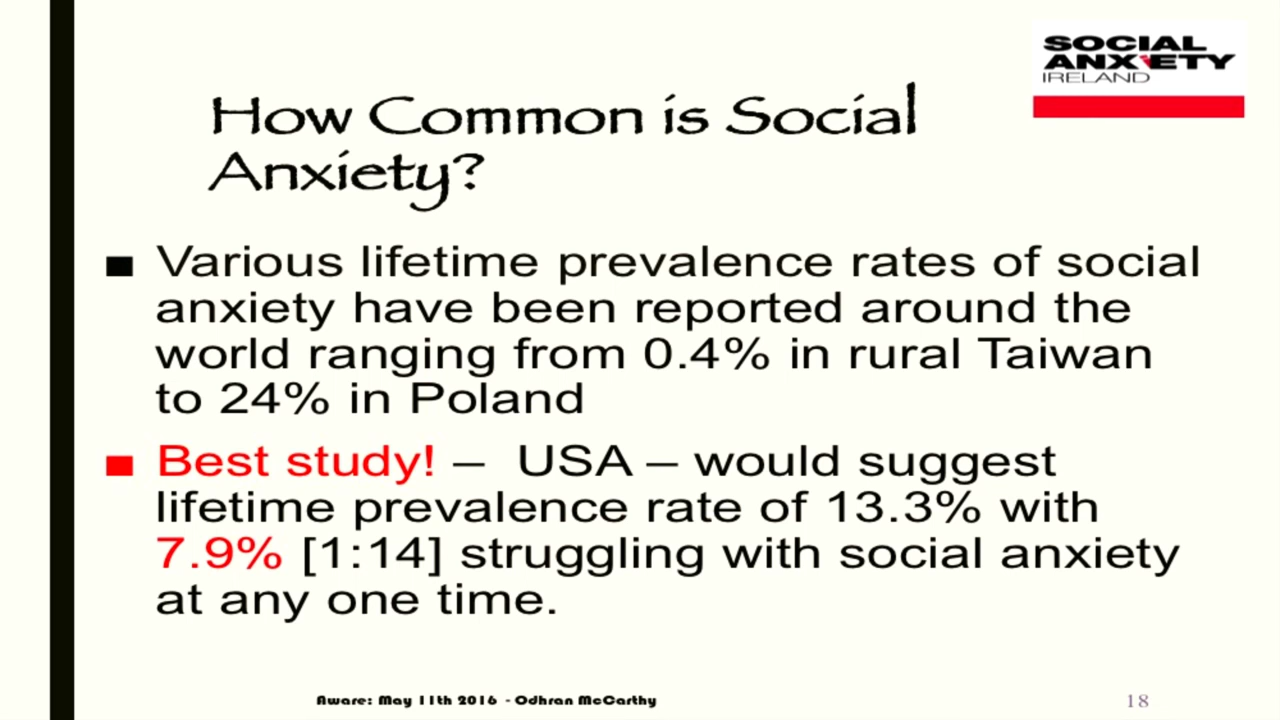 SOCIAL
ANXIETY
IRELAND
How Common is Social
Anxiety?
■ Various lifetime prevalence rates of social
anxiety have been reported around the
world ranging from 0.4% in rural Taiwan
to 24% in Poland
■ Best study! – USA – would suggest
lifetime prevalence rate of 13.3% with
7.9% [1:14] struggling with social anxiety
at any one time.
Aware: May 11th 2016 - Odhran McCarthy
18